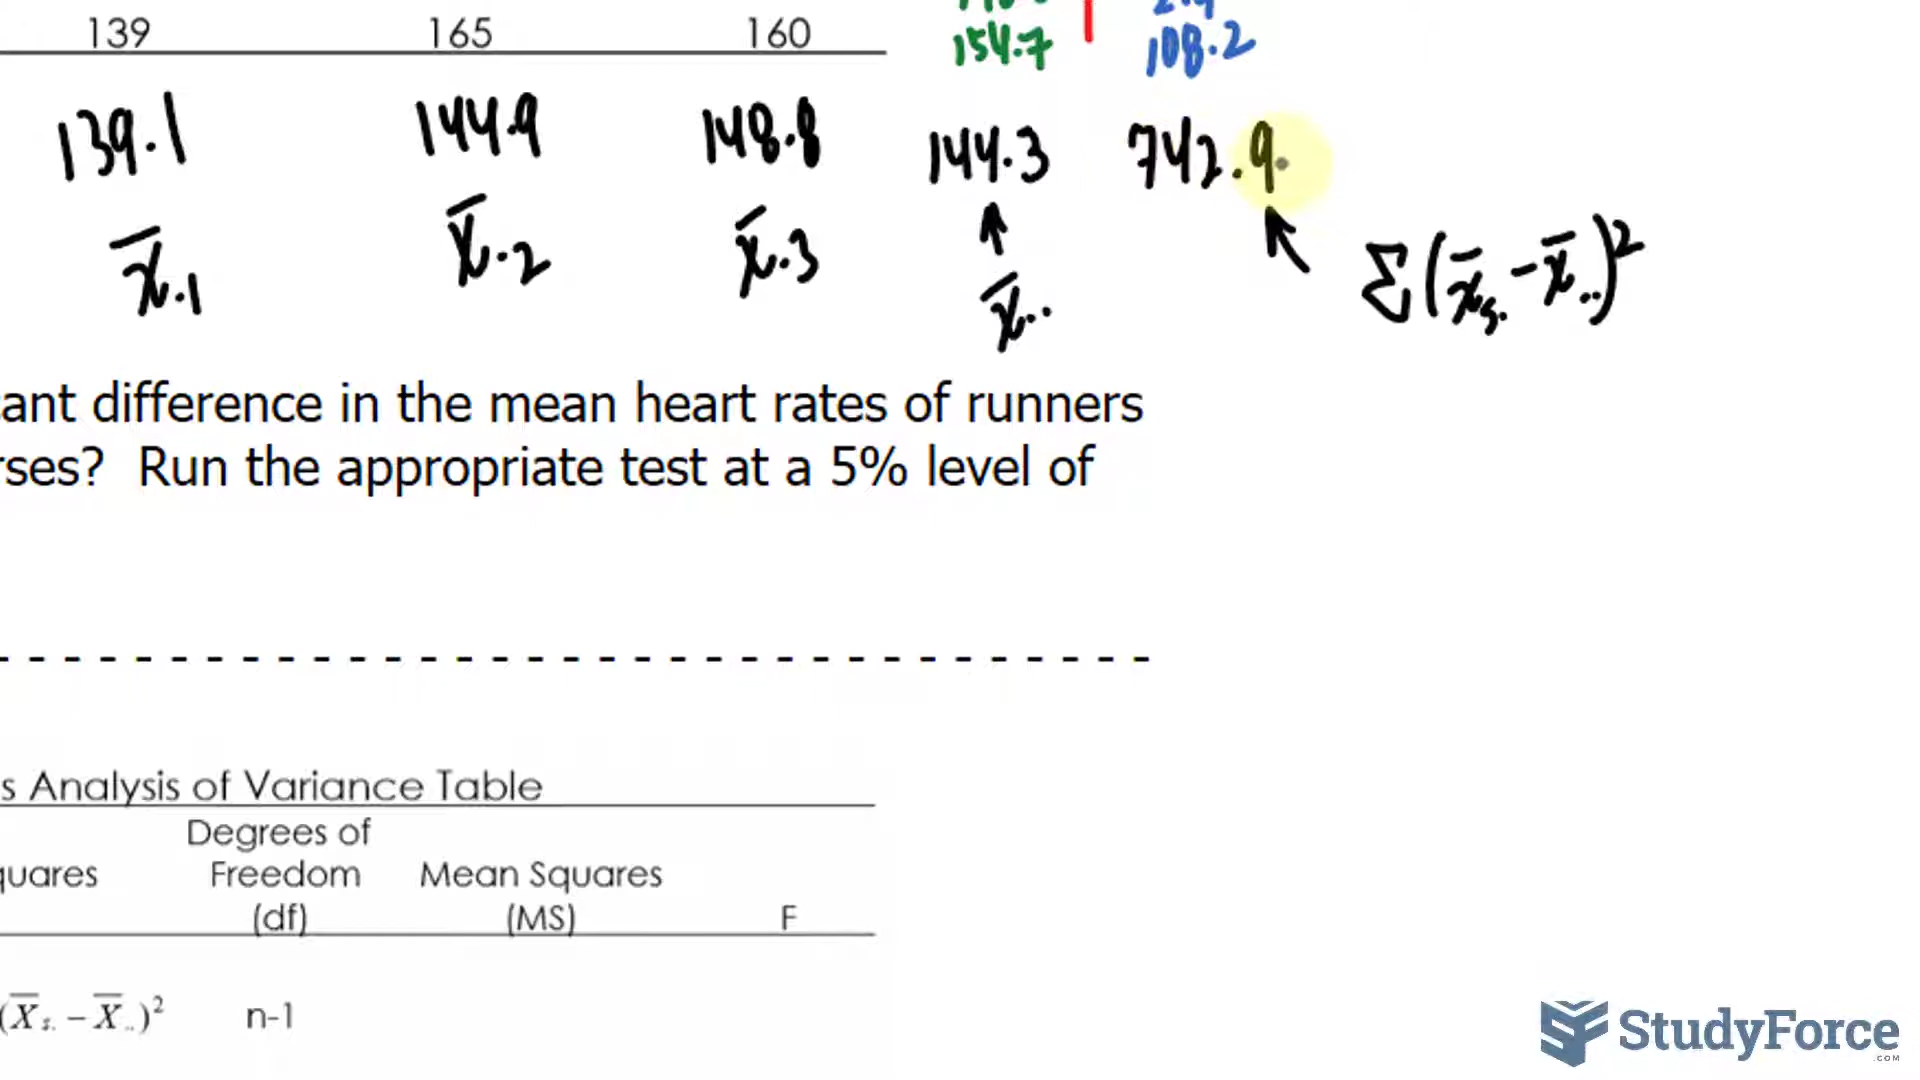 139 165 160
154.7 108.2
139.1 144.9 148.8 144.3 742.9
x̄.1 x̄.2 x̄.3 x̄.. Σ(x̄s. - x̄..)²
ant difference in the mean heart rates of runners
rses? Run the appropriate test at a 5% level of
s Analysis of Variance Table
Degrees of
quares Freedom Mean Squares
(df) (MS) F
(X̄s. - X̄..)² n-1
StudyForce
.COM